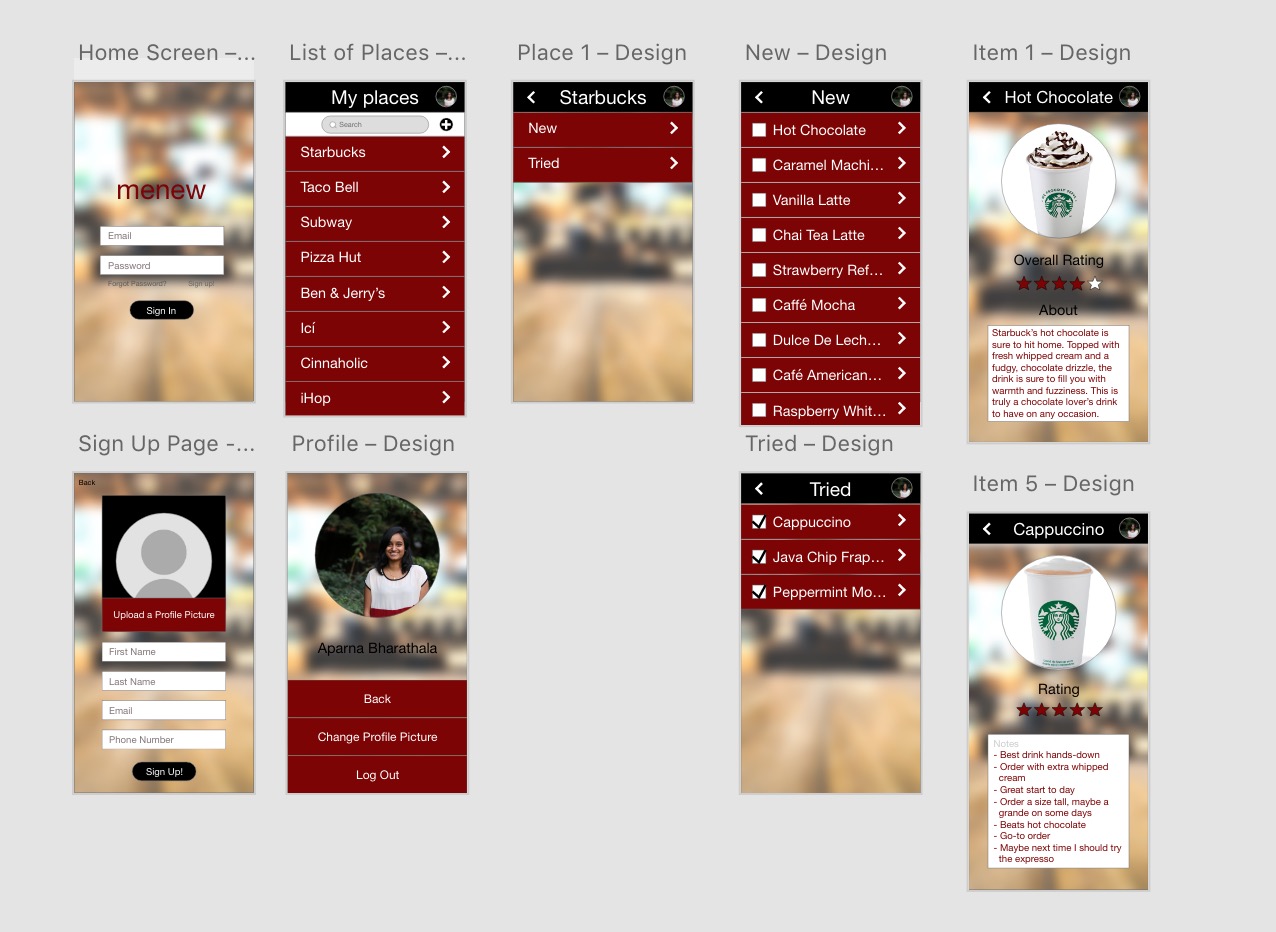 Home Screen –...
menew
Email
Password
Forgot Password?
Sign up!
Sign In
List of Places –...
My places
Search
Starbucks
Taco Bell
Subway
Pizza Hut
Ben & Jerry’s
Icí
Cinnaholic
iHop
Place 1 – Design
Starbucks
New
Tried
New – Design
New
Hot Chocolate
Caramel Machi...
Vanilla Latte
Chai Tea Latte
Strawberry Ref...
Caffé Mocha
Dulce De Lech...
Café American...
Raspberry Whit...
Item 1 – Design
Hot Chocolate
Overall Rating
About
Starbuck’s hot chocolate is
sure to hit home. Topped with
fresh whipped cream and a
fudgy, chocolate drizzle, the
drink is sure to fill you with
warmth and fuzziness. This is
truly a chocolate lover’s drink
to have on any occasion.
Sign Up Page -...
Back
Upload a Profile Picture
First Name
Last Name
Email
Phone Number
Sign Up!
Profile – Design
Aparna Bharathala
Back
Change Profile Picture
Log Out
Tried – Design
Tried
Cappuccino
Java Chip Frap...
Peppermint Mo...
Item 5 – Design
Cappuccino
Rating
Notes
- Best drink hands-down
- Order with extra whipped
cream
- Great start to day
- Order a size tall, maybe a
grande on some days
- Beats hot chocolate
- Go-to order
- Maybe next time I should try
the expresso